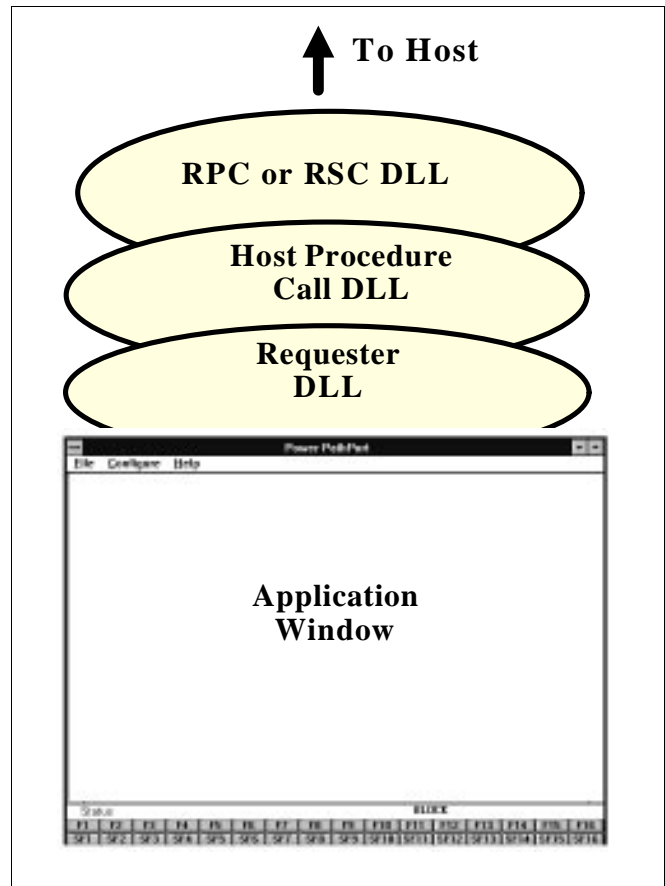 To Host
RPC or RSC DLL
Host Procedure
Call DLL
Requester
DLL
Power PathPort
File Configure Help
Application
Window
Status BLOCK
F1 F2 F3 F4 F5 F6 F7 F8 F9 F10 F11 F12 F13 F14 F15 F16
SF1 SF2 SF3 SF4 SF5 SF6 SF7 SF8 SF9 SF10 SF11 SF12 SF13 SF14 SF15 SF16